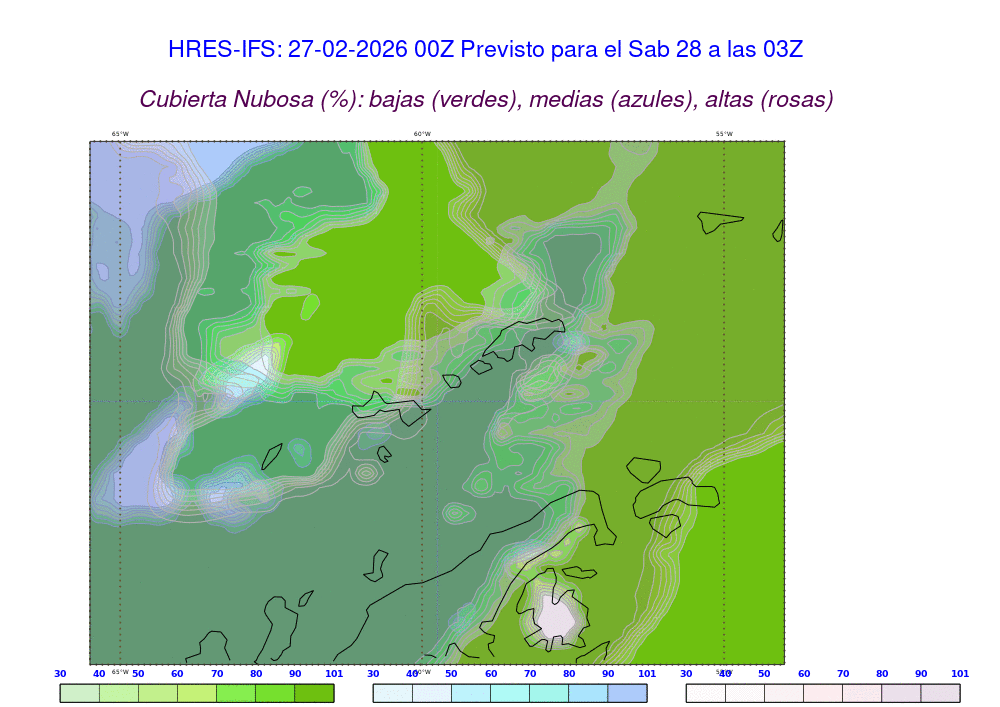 HRES-IFS: 27-02-2026 00Z Previsto para el Sab 28 a las 03Z
Cubierta Nubosa (%): bajas (verdes), medias (azules), altas (rosas)
65°W 60°W 55°W
65°W 60°W
30 40 50 60 70 80 90 101 30 40 50 60 70 80 90 101 30 40 50 60 70 80 90 101